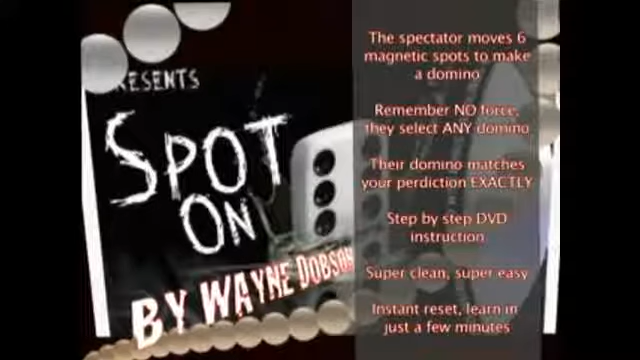 RESENTS
SPOT
ON
BY WAYNE DOBSON
The spectator moves 6
magnetic spots to make
a domino
Remember NO force,
they select ANY domino
Their domino matches
your perdiction EXACTLY
Step by step DVD
instruction
Super clean, super easy
Instant reset, learn in
just a few minutes